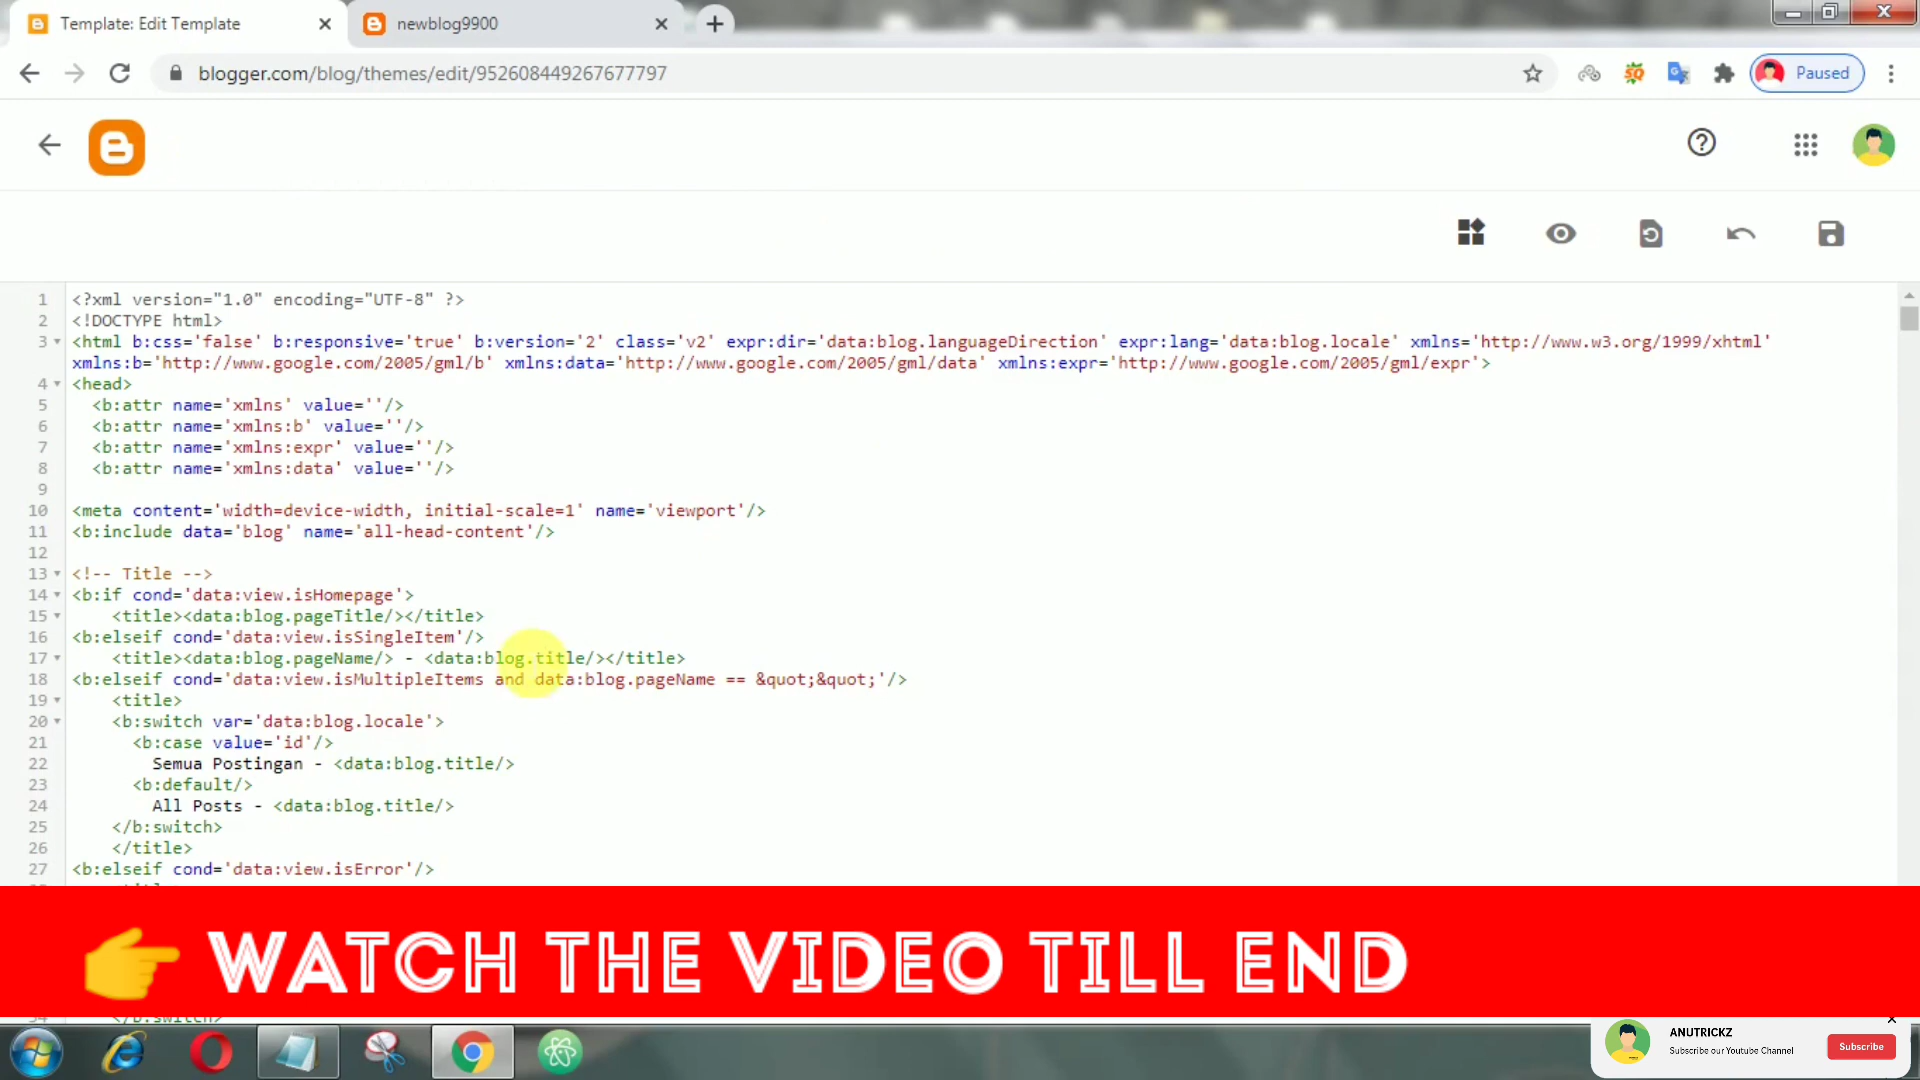 Template: Edit Template
newblog9900
blogger.com/blog/themes/edit/952608449267677797
Paused
1 <?xml version="1.0" encoding="UTF-8" ?>
2 <!DOCTYPE html>
3 <html b:css='false' b:responsive='true' b:version='2' class='v2' expr:dir='data:blog.languageDirection' expr:lang='data:blog.locale' xmlns='http://www.w3.org/1999/xhtml'
xmlns:b='http://www.google.com/2005/gml/b' xmlns:data='http://www.google.com/2005/gml/data' xmlns:expr='http://www.google.com/2005/gml/expr'>
4 <head>
5 <b:attr name='xmlns' value=''/>
6 <b:attr name='xmlns:b' value=''/>
7 <b:attr name='xmlns:expr' value=''/>
8 <b:attr name='xmlns:data' value=''/>
9
10 <meta content='width=device-width, initial-scale=1' name='viewport'/>
11 <b:include data='blog' name='all-head-content'/>
12
13 <!-- Title -->
14 <b:if cond='data:view.isHomepage'>
15 <title><data:blog.pageTitle/></title>
16 <b:elseif cond='data:view.isSingleItem'/>
17 <title><data:blog.pageName/> - <data:blog.title/></title>
18 <b:elseif cond='data:view.isMultipleItems and data:blog.pageName == &quot;&quot;'/>
19 <title>
20 <b:switch var='data:blog.locale'>
21 <b:case value='id'/>
22 Semua Postingan - <data:blog.title/>
23 <b:default/>
24 All Posts - <data:blog.title/>
25 </b:switch>
26 </title>
27 <b:elseif cond='data:view.isError'/>
WATCH THE VIDEO TILL END
ANUTRICKZ
Subscribe our Youtube Channel
Subscribe